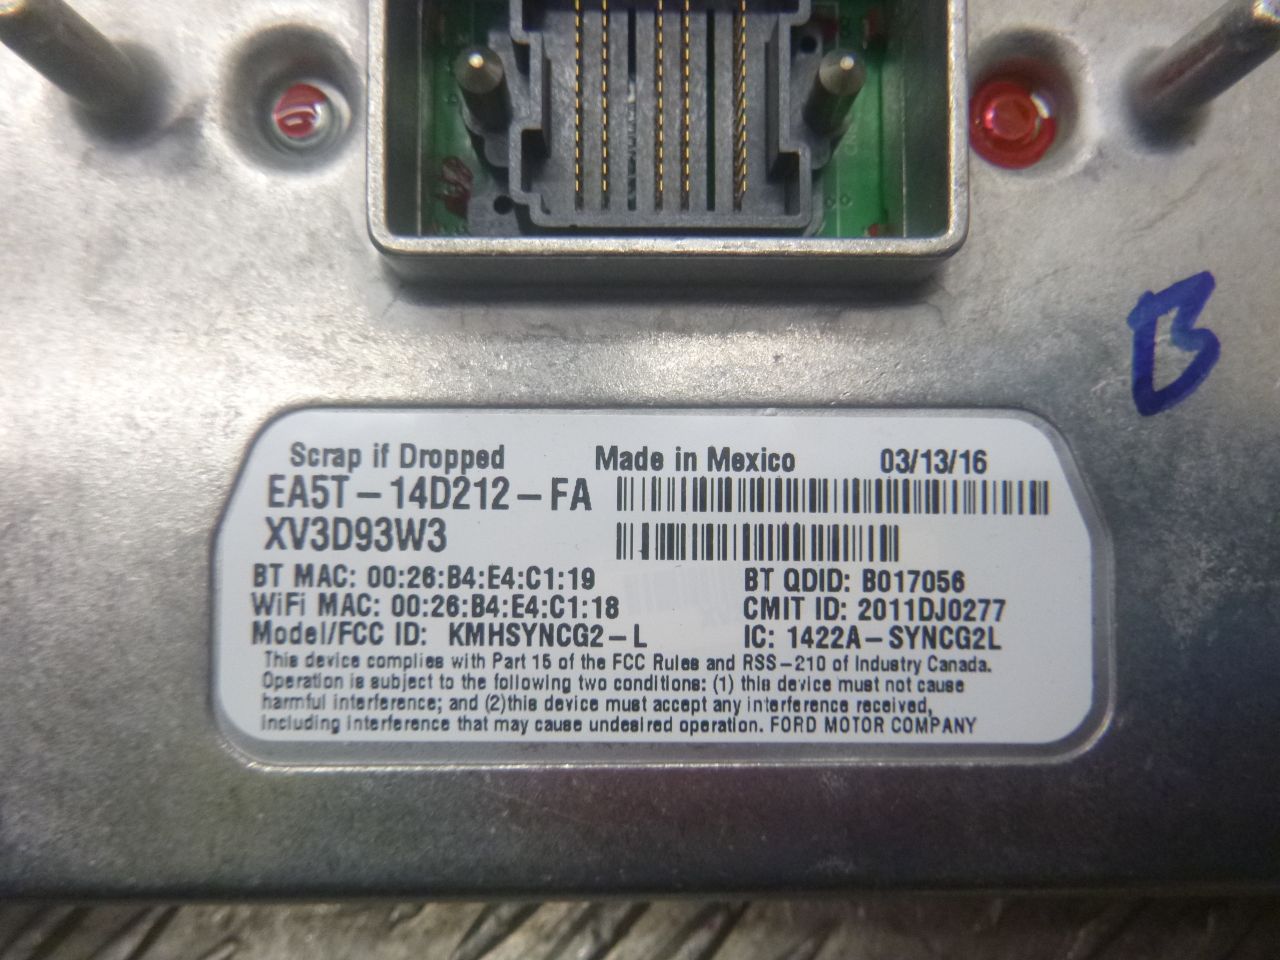 B
Scrap if Dropped Made in Mexico 03/13/16
EA5T-14D212-FA
XV3D93W3
BT MAC: 00:26:B4:E4:C1:19 BT QDID: B017056
WiFi MAC: 00:26:B4:E4:C1:18 CMIT ID: 2011DJ0277
Model/FCC ID: KMHSYNCG2-L IC: 1422A-SYNCG2L
This device complies with Part 15 of the FCC Rules and RSS-210 of Industry Canada.
Operation is subject to the following two conditions: (1) this device must not cause
harmful interference; and (2)this device must accept any interference received,
including interference that may cause undesired operation. FORD MOTOR COMPANY